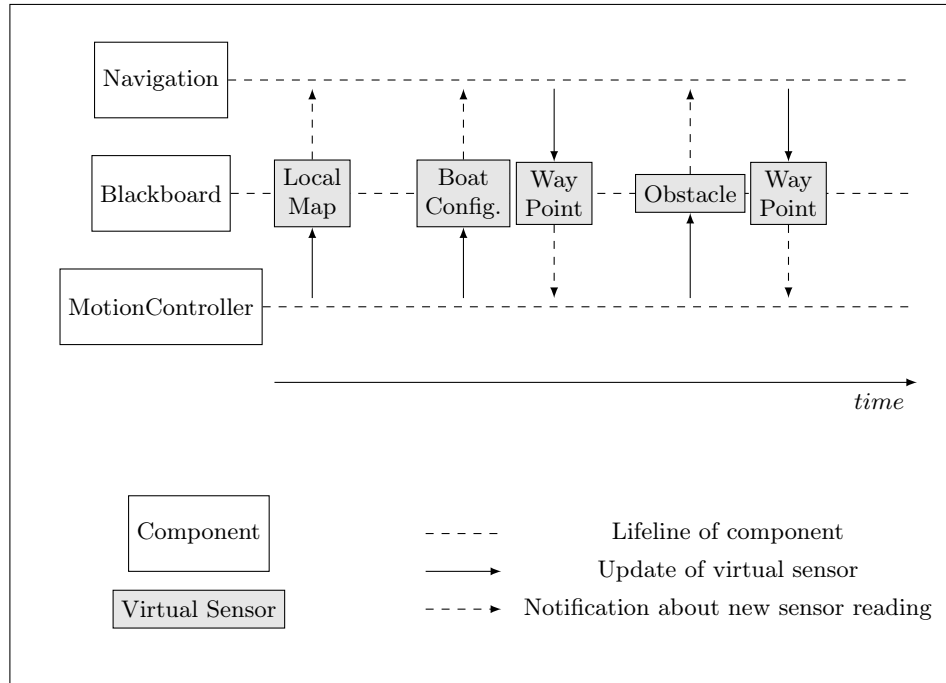 Navigation
Blackboard
Local
Map
Boat
Config.
Way
Point
Obstacle
Way
Point
MotionController
time
Component
Lifeline of component
Update of virtual sensor
Virtual Sensor
Notification about new sensor reading